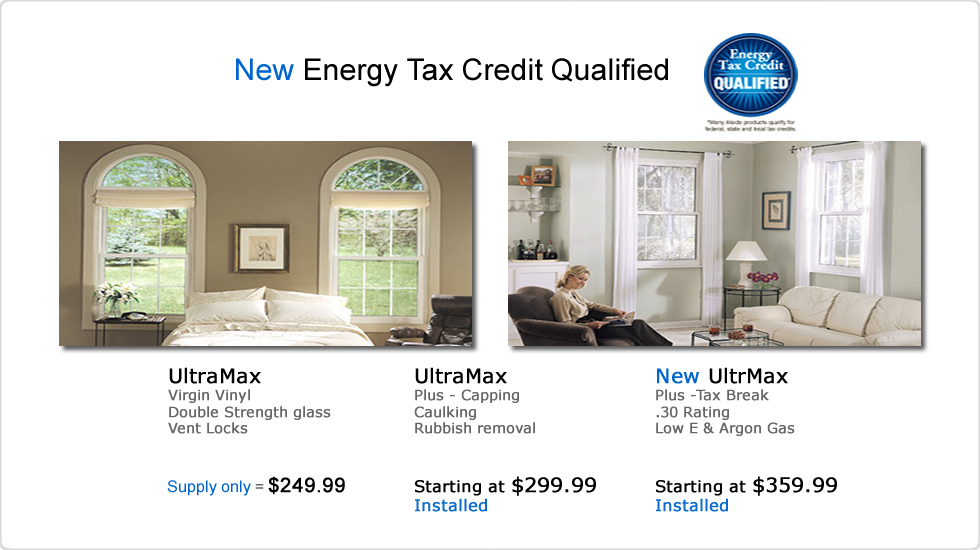 New Energy Tax Credit Qualified
Energy
Tax Credit
QUALIFIED
*Many Alside products qualify for
federal, state and local tax credits
UltraMax
Virgin Vinyl
Double Strength glass
Vent Locks
Supply only = $249.99
UltraMax
Plus - Capping
Caulking
Rubbish removal
Starting at $299.99
Installed
New UltrMax
Plus -Tax Break
.30 Rating
Low E & Argon Gas
Starting at $359.99
Installed